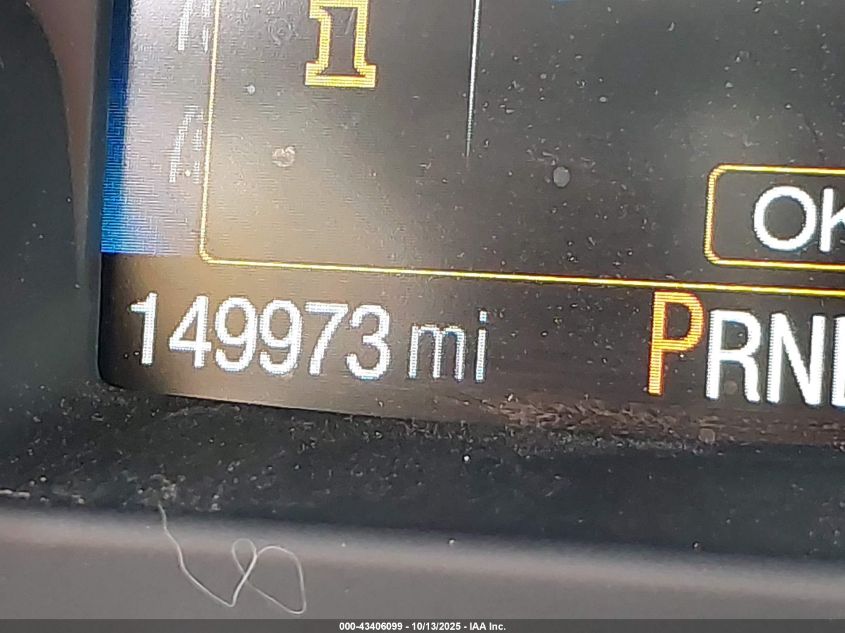 OK
149973 mi
PRN
000-43406099 - 10/13/2025 - IAA Inc.